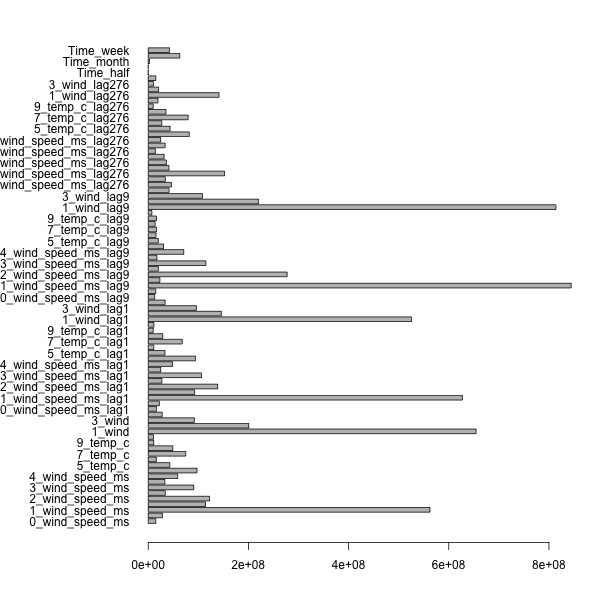 Time_week
Time_month
Time_half
3_wind_lag276
1_wind_lag276
9_temp_c_lag276
7_temp_c_lag276
5_temp_c_lag276
wind_speed_ms_lag276
wind_speed_ms_lag276
wind_speed_ms_lag276
wind_speed_ms_lag276
wind_speed_ms_lag276
3_wind_lag9
1_wind_lag9
9_temp_c_lag9
7_temp_c_lag9
5_temp_c_lag9
4_wind_speed_ms_lag9
3_wind_speed_ms_lag9
2_wind_speed_ms_lag9
1_wind_speed_ms_lag9
0_wind_speed_ms_lag9
3_wind_lag1
1_wind_lag1
9_temp_c_lag1
7_temp_c_lag1
5_temp_c_lag1
4_wind_speed_ms_lag1
3_wind_speed_ms_lag1
2_wind_speed_ms_lag1
1_wind_speed_ms_lag1
0_wind_speed_ms_lag1
3_wind
1_wind
9_temp_c
7_temp_c
5_temp_c
4_wind_speed_ms
3_wind_speed_ms
2_wind_speed_ms
1_wind_speed_ms
0_wind_speed_ms
0e+00 2e+08 4e+08 6e+08 8e+08